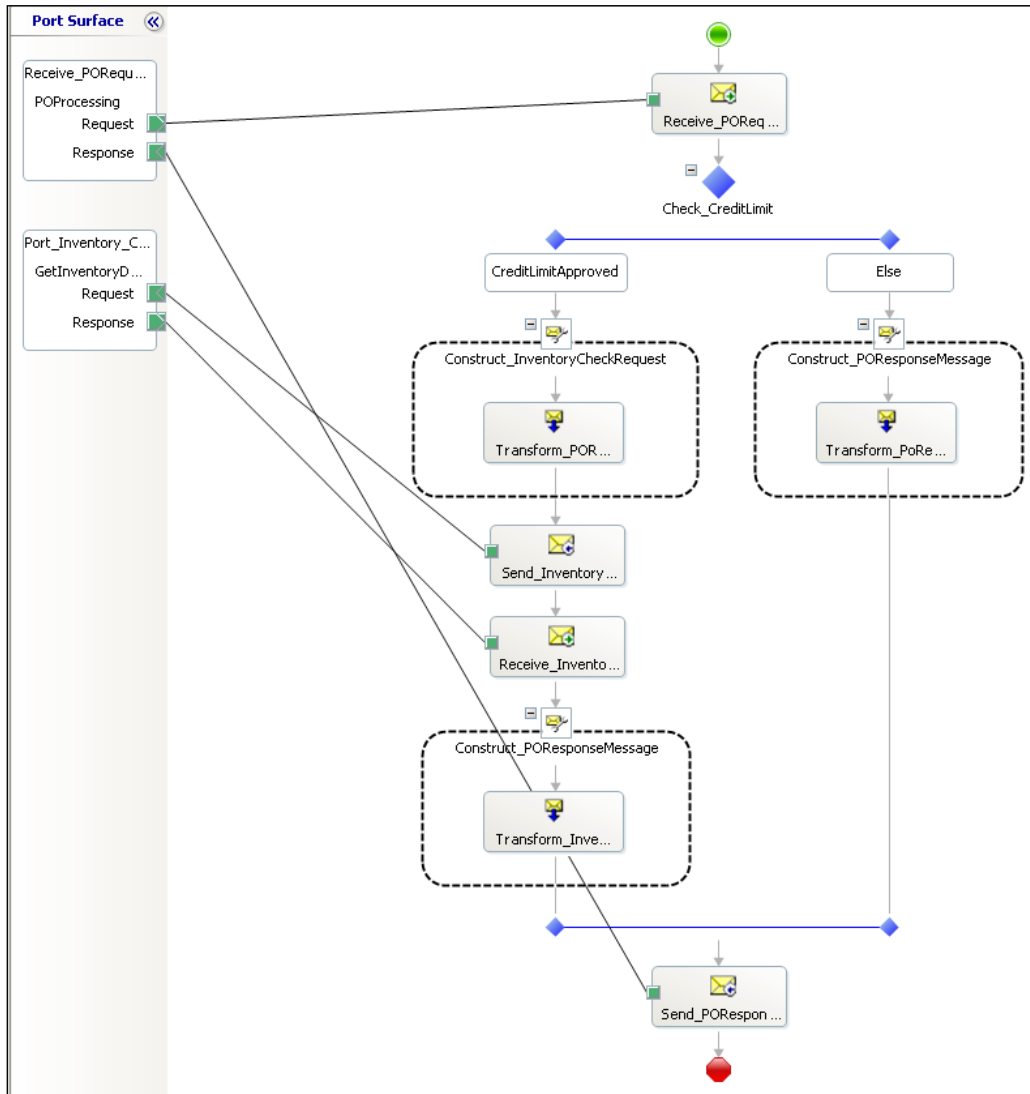 Port Surface
Receive_PORequ...
POProcessing
Request
Response
Port_Inventory_C...
GetInventoryD...
Request
Response
Receive_POReq ...
Check_CreditLimit
CreditLimitApproved
Else
Construct_InventoryCheckRequest
Construct_POResponseMessage
Transform_POR ...
Transform_PoRe...
Send_Inventory ...
Receive_Invento ...
Construct_POResponseMessage
Transform_Inve...
Send_PORespon ...